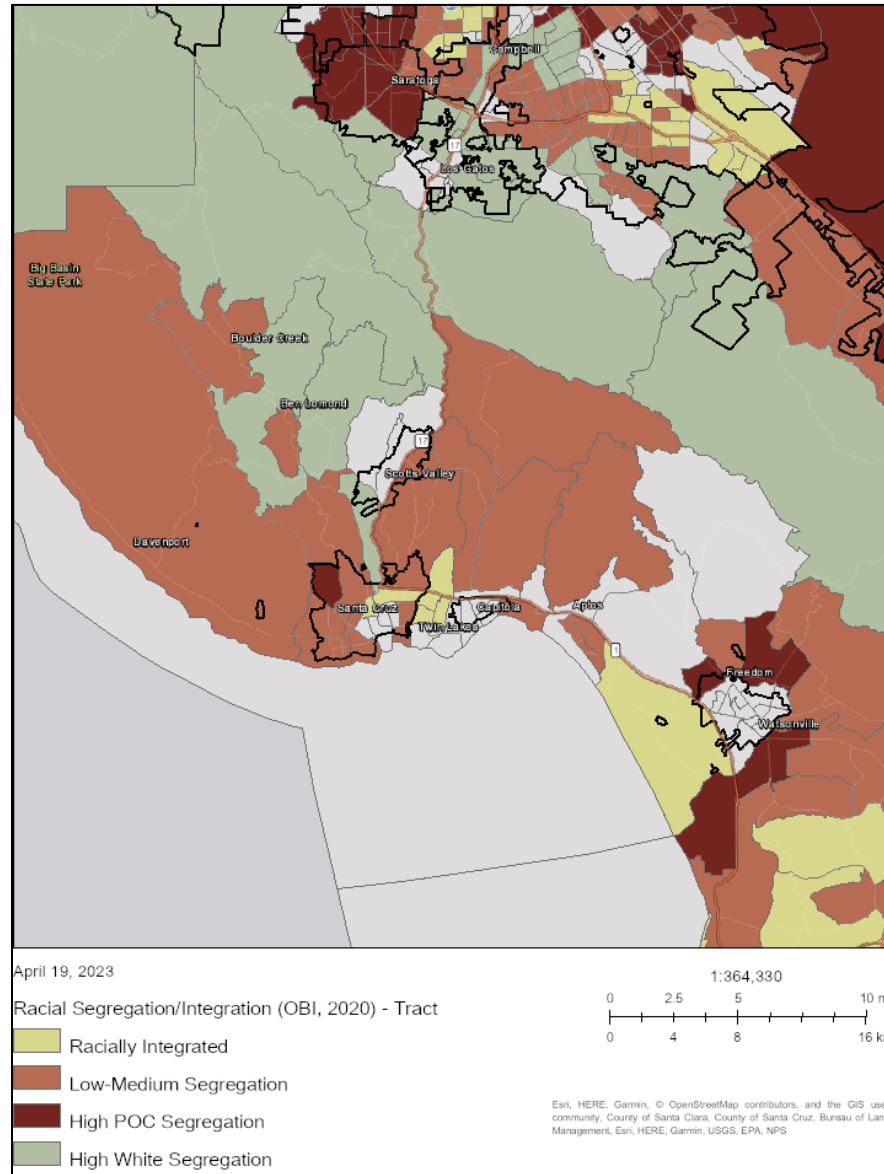 Campbell
Saratoga
17
Los Gatos
Big Basin
State Park
Boulder Creek
Ben Lomond
17
Scotts Valley
Davenport
Santa Cruz
Capitola
Aptos
Twin Lakes
1
Freedom
Watsonville
April 19, 2023
1:364,330
0 2.5 5 10 m
0 4 8 16 k
Racial Segregation/Integration (OBI, 2020) - Tract
Racially Integrated
Low-Medium Segregation
High POC Segregation
High White Segregation
Esri, HERE, Garmin, © OpenStreetMap contributors, and the GIS use
community, County of Santa Clara, County of Santa Cruz, Bureau of Lan
Management, Esri, HERE, Garmin, USGS, EPA, NPS